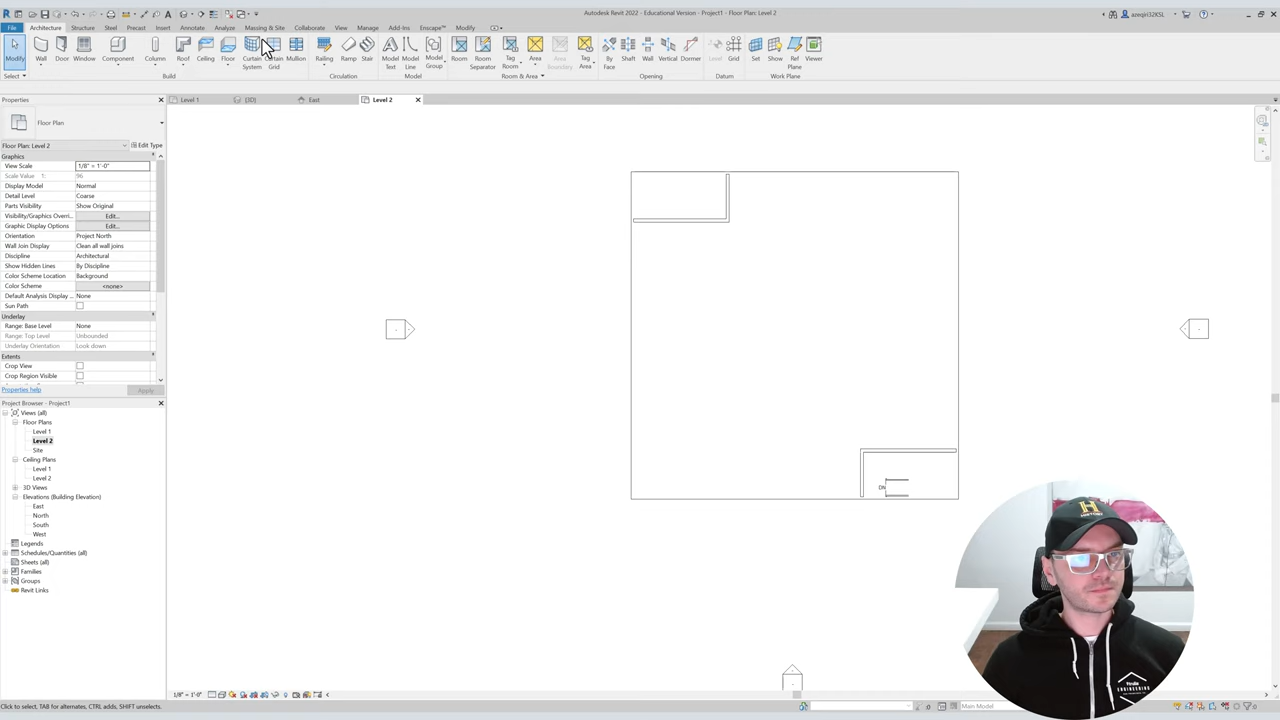 Autodesk Revit 2022 - Educational Version - Project1 - Floor Plan: Level 2
azegiri32KSL
File Architecture Structure Steel Precast Insert Annotate Analyze Massing & Site Collaborate View Manage Add-Ins Enscape™ Modify
Modify Wall Door Window Component Column Roof Ceiling Floor Curtain System Curtain Grid Mullion Railing Ramp Stair Model Text Model Line Model Group Room Room Separator Tag Room Area Area Boundary Tag Area By Face Shaft Wall Vertical Dormer Level Grid Set Show Ref Plane Viewer
Select Build Circulation Model Room & Area Opening Datum Work Plane
Properties
Level 1 {3D} East Level 2
Floor Plan
Floor Plan: Level 2 Edit Type
Graphics
View Scale 1/8" = 1'-0"
Scale Value 1: 96
Display Model Normal
Detail Level Coarse
Parts Visibility Show Original
Visibility/Graphics Overri... Edit...
Graphic Display Options Edit...
Orientation Project North
Wall Join Display Clean all wall joins
Discipline Architectural
Show Hidden Lines By Discipline
Color Scheme Location Background
Color Scheme <none>
Default Analysis Display ... None
Sun Path
Underlay
Range: Base Level None
Range: Top Level Unbounded
Underlay Orientation Look down
Extents
Crop View
Crop Region Visible
Properties help Apply
Project Browser - Project1
Views (all)
Floor Plans
Level 1
Level 2
Site
Ceiling Plans
Level 1
Level 2
3D Views
Elevations (Building Elevation)
East
North
South
West
Legends
Schedules/Quantities (all)
Sheets (all)
Families
Groups
Revit Links
DN
ENGINEERING
1/8" = 1'-0"
Click to select, TAB for alternates, CTRL adds, SHIFT unselects.
:0
Main Model